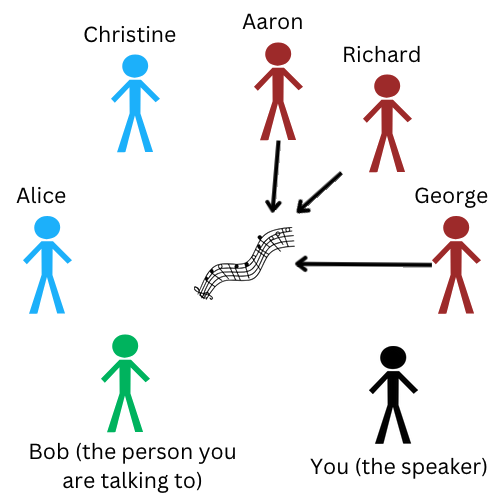 Aaron
Christine
Richard
Alice
George
Bob (the person you
are talking to)
You (the speaker)